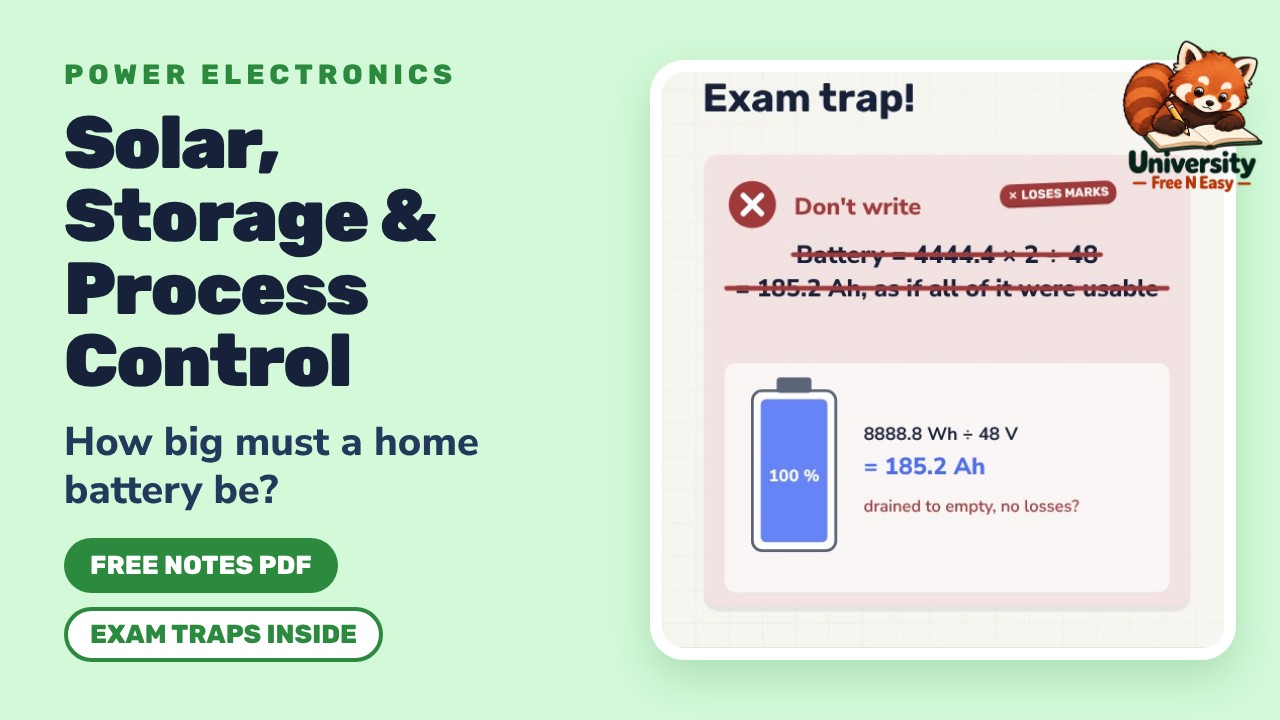 POWER ELECTRONICS
Solar,
Storage &
Process
Control
How big must a home
battery be?
FREE NOTES PDF
EXAM TRAPS INSIDE
Exam trap!
Don't write
× LOSES MARKS
Battery = 4444.4 × 2 ÷ 48
= 185.2 Ah, as if all of it were usable
100 %
8888.8 Wh ÷ 48 V
= 185.2 Ah
drained to empty, no losses?
University
Free N Easy